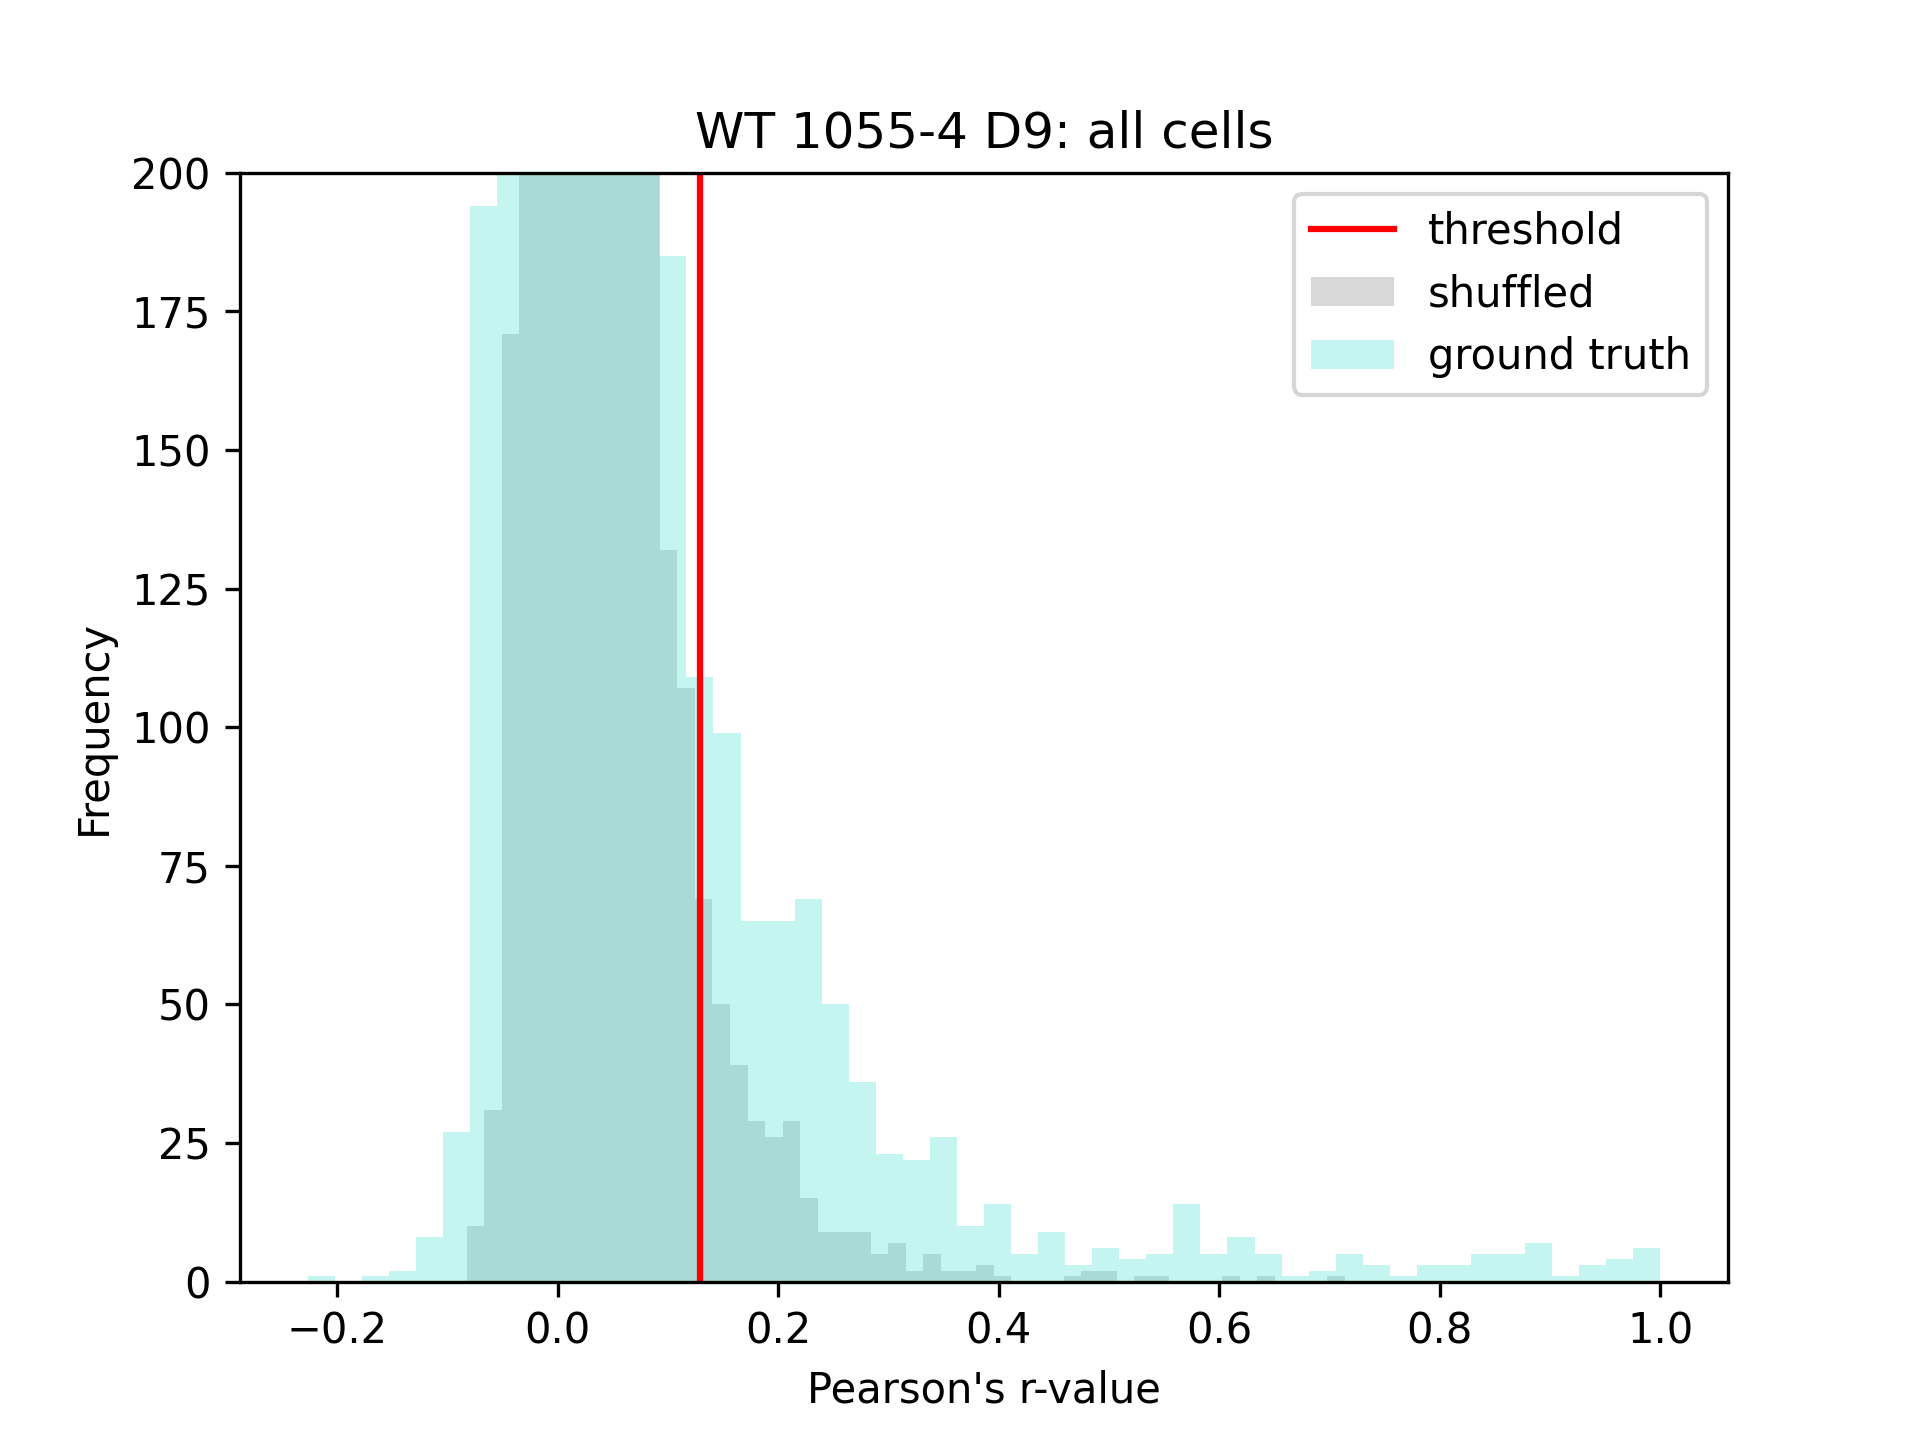 WT 1055-4 D9: all cells
200
175
150
125
100
75
50
25
0
Frequency
threshold
shuffled
ground truth
−0.2 0.0 0.2 0.4 0.6 0.8 1.0
Pearson's r-value